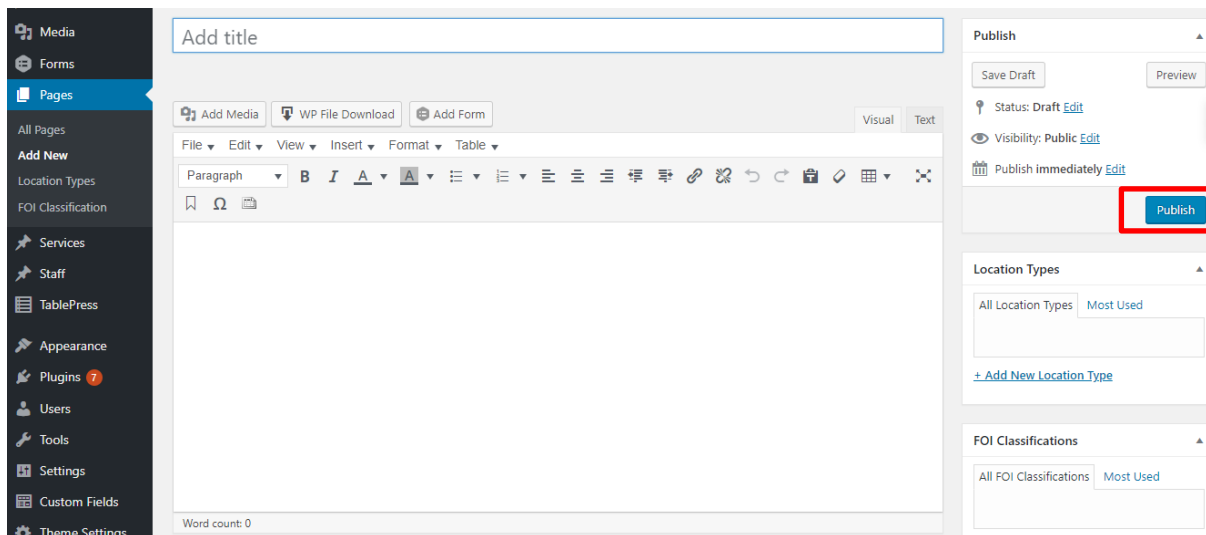 Media
Forms
Pages
All Pages
Add New
Location Types
FOI Classification
Services
Staff
TablePress
Appearance
Plugins 7
Users
Tools
Settings
Custom Fields
Theme Settings
Add title
Add Media WP File Download Add Form
Visual Text
File Edit View Insert Format Table
Paragraph B I A A
Ω
Word count: 0
Publish
Save Draft Preview
Status: Draft Edit
Visibility: Public Edit
Publish immediately Edit
Publish
Location Types
All Location Types Most Used
+ Add New Location Type
FOI Classifications
All FOI Classifications Most Used